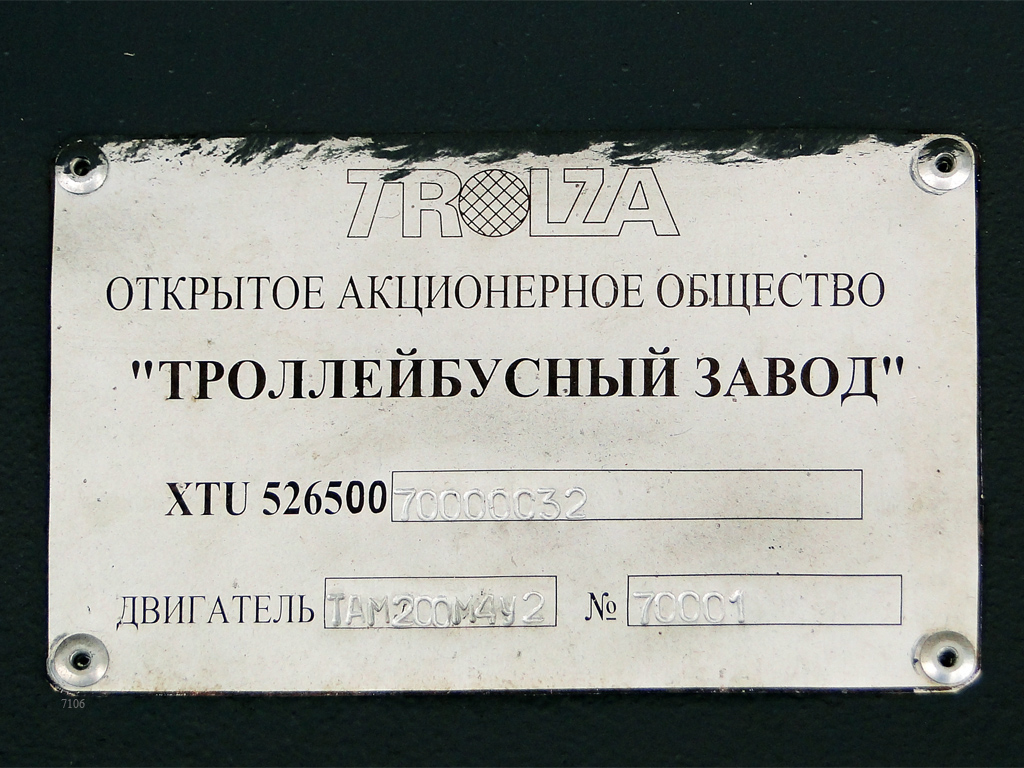 TROLZA
ОТКРЫТОЕ АКЦИОНЕРНОЕ ОБЩЕСТВО
"ТРОЛЛЕЙБУСНЫЙ ЗАВОД"
XTU 526500 70000032
ДВИГАТЕЛЬ ТАМ200М4У2 № 70001
7106